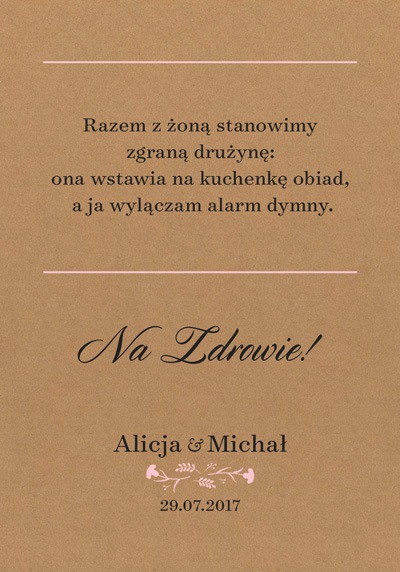 Razem z żoną stanowimy
zgraną drużynę:
ona wstawia na kuchenkę obiad,
a ja wyłączam alarm dymny.
Na Zdrowie!
Alicja & Michał
29.07.2017